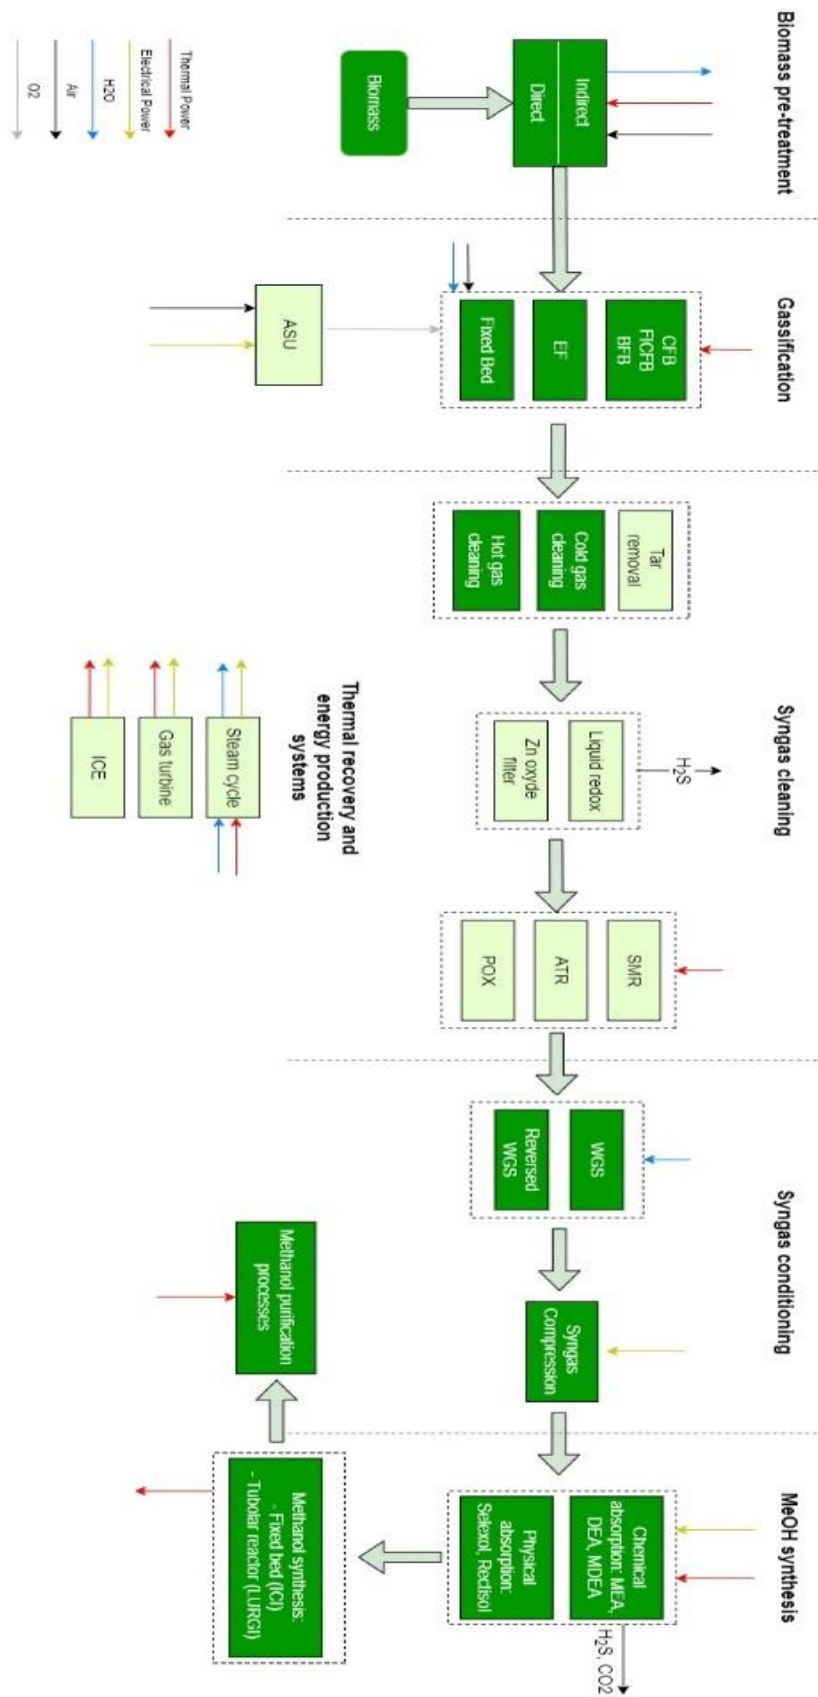 Biomass pre-treatment
Gassification
Syngas cleaning
Syngas conditioning
MeOH synthesis
Indirect
Direct
Biomass
CFB
FICFB
BFB
EF
Fixed Bed
ASU
Tar
removal
Cold gas
cleaning
Hot gas
cleaning
H2S
Liquid redox
Zn oxyde
filter
SMR
ATR
POX
WGS
Reversed
WGS
Syngas
Compression
Chemical
absorption: MEA,
DEA, MDEA
Physical
absorption:
Selexol, Rectisol
H2S, CO2
Methanol synthesis:
- Fixed bed (ICI)
- Tubolar reactor (LURGI)
Methanol purification
processes
Thermal recovery and
energy production
systems
Steam cycle
Gas turbine
ICE
Thermal Power
Electrical Power
H2O
Air
O2